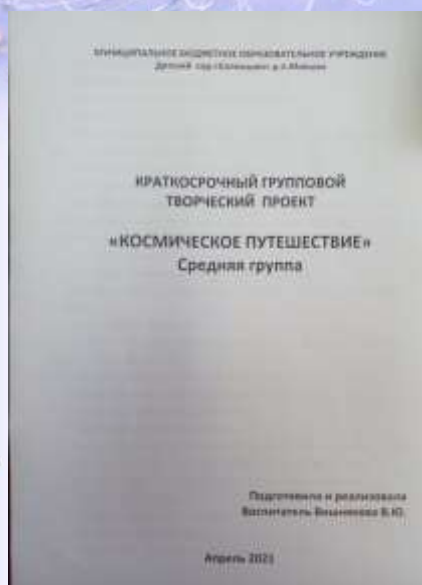 МУНИЦИПАЛЬНОЕ БЮДЖЕТНОЕ ОБРАЗОВАТЕЛЬНОЕ УЧРЕЖДЕНИЕ
Детский сад
КРАТКОСРОЧНЫЙ ГРУППОВОЙ
ТВОРЧЕСКИЙ ПРОЕКТ
«КОСМИЧЕСКОЕ ПУТЕШЕСТВИЕ»
Средняя группа
Подготовила и реализовала
Воспитатель В.Ю.
Апрель 2021